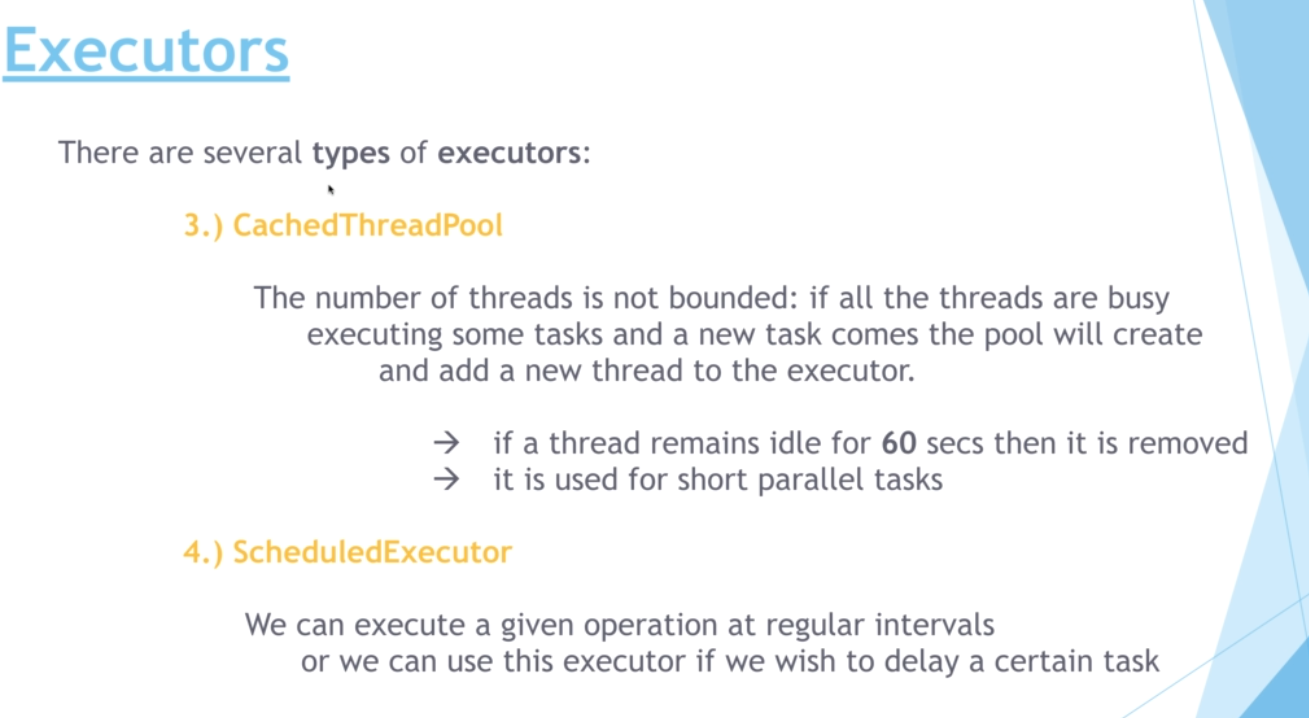 Executors
There are several types of executors:
3.) CachedThreadPool
The number of threads is not bounded: if all the threads are busy
executing some tasks and a new task comes the pool will create
and add a new thread to the executor.
→ if a thread remains idle for 60 secs then it is removed
→ it is used for short parallel tasks
4.) ScheduledExecutor
We can execute a given operation at regular intervals
or we can use this executor if we wish to delay a certain task